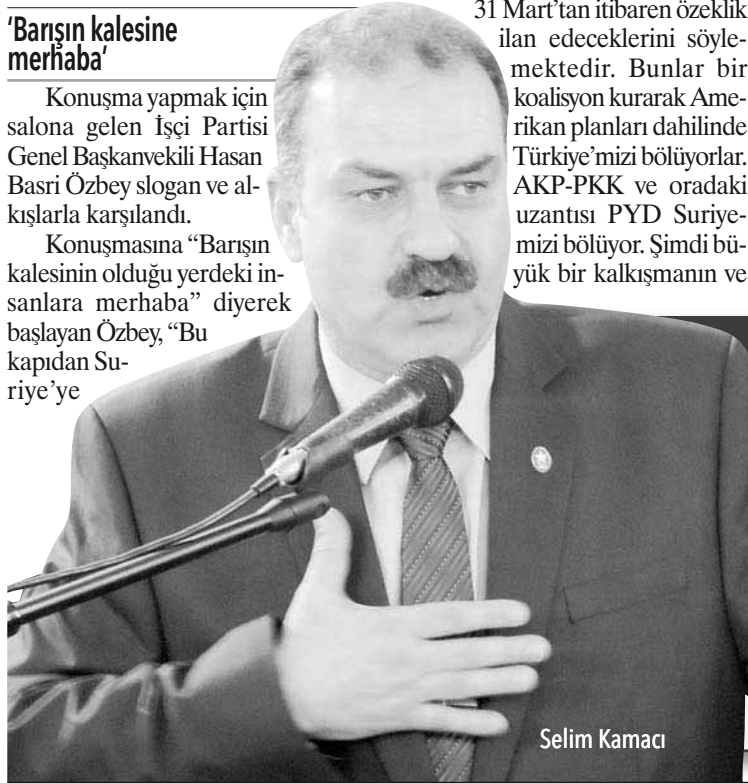 'Barışın kalesine
merhaba'
Konuşma yapmak için
salona gelen İşçi Partisi
Genel Başkanvekili Hasan
Basri Özbey slogan ve al-
kışlarla karşılandı.
Konuşmasına “Barışın
kalesinin olduğu yerdeki in-
sanlara merhaba” diyerek
başlayan Özbey, “Bu
kapıdan Su-
riye’ye
31 Mart’tan itibaren özeklik
ilan edeceklerini söyle-
mektedir. Bunlar bir
koalisyon kurarak Ame-
rikan planları dahilinde
Türkiye’mizi bölüyorlar.
AKP-PKK ve oradaki
uzantısı PYD Suriye-
mizi bölüyor. Şimdi bü-
yük bir kalkışmanın ve
Selim Kamacı